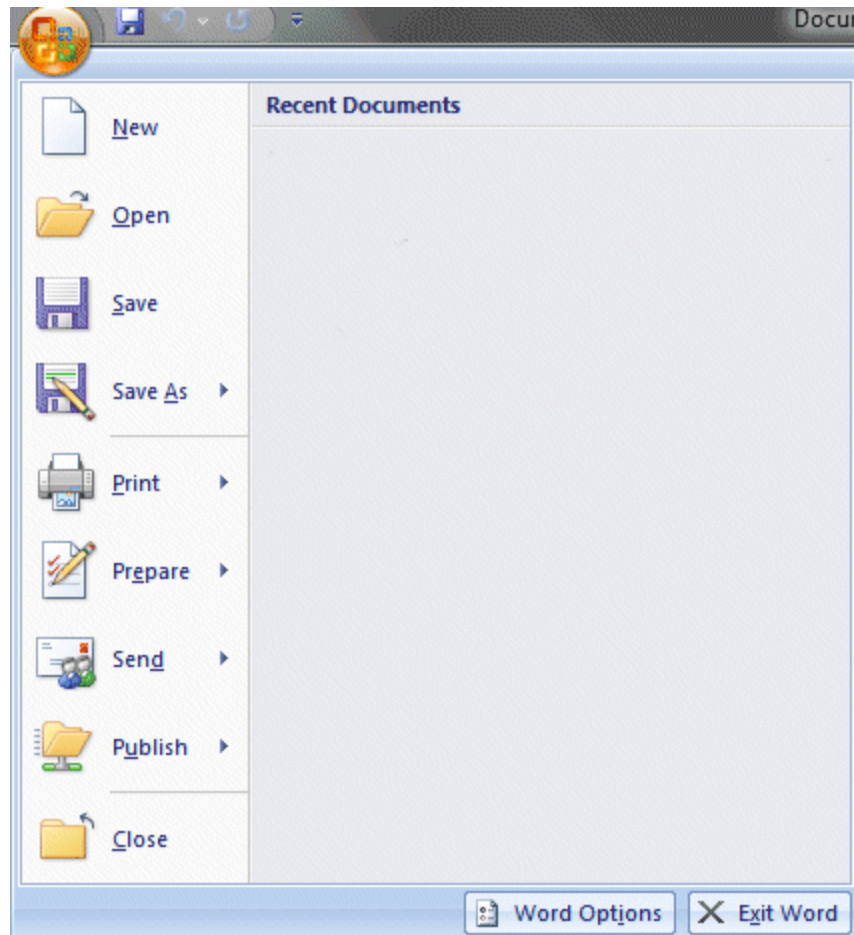 Docu
New
Recent Documents
Open
Save
Save As
Print
Prepare
Send
Publish
Close
Word Options
Exit Word